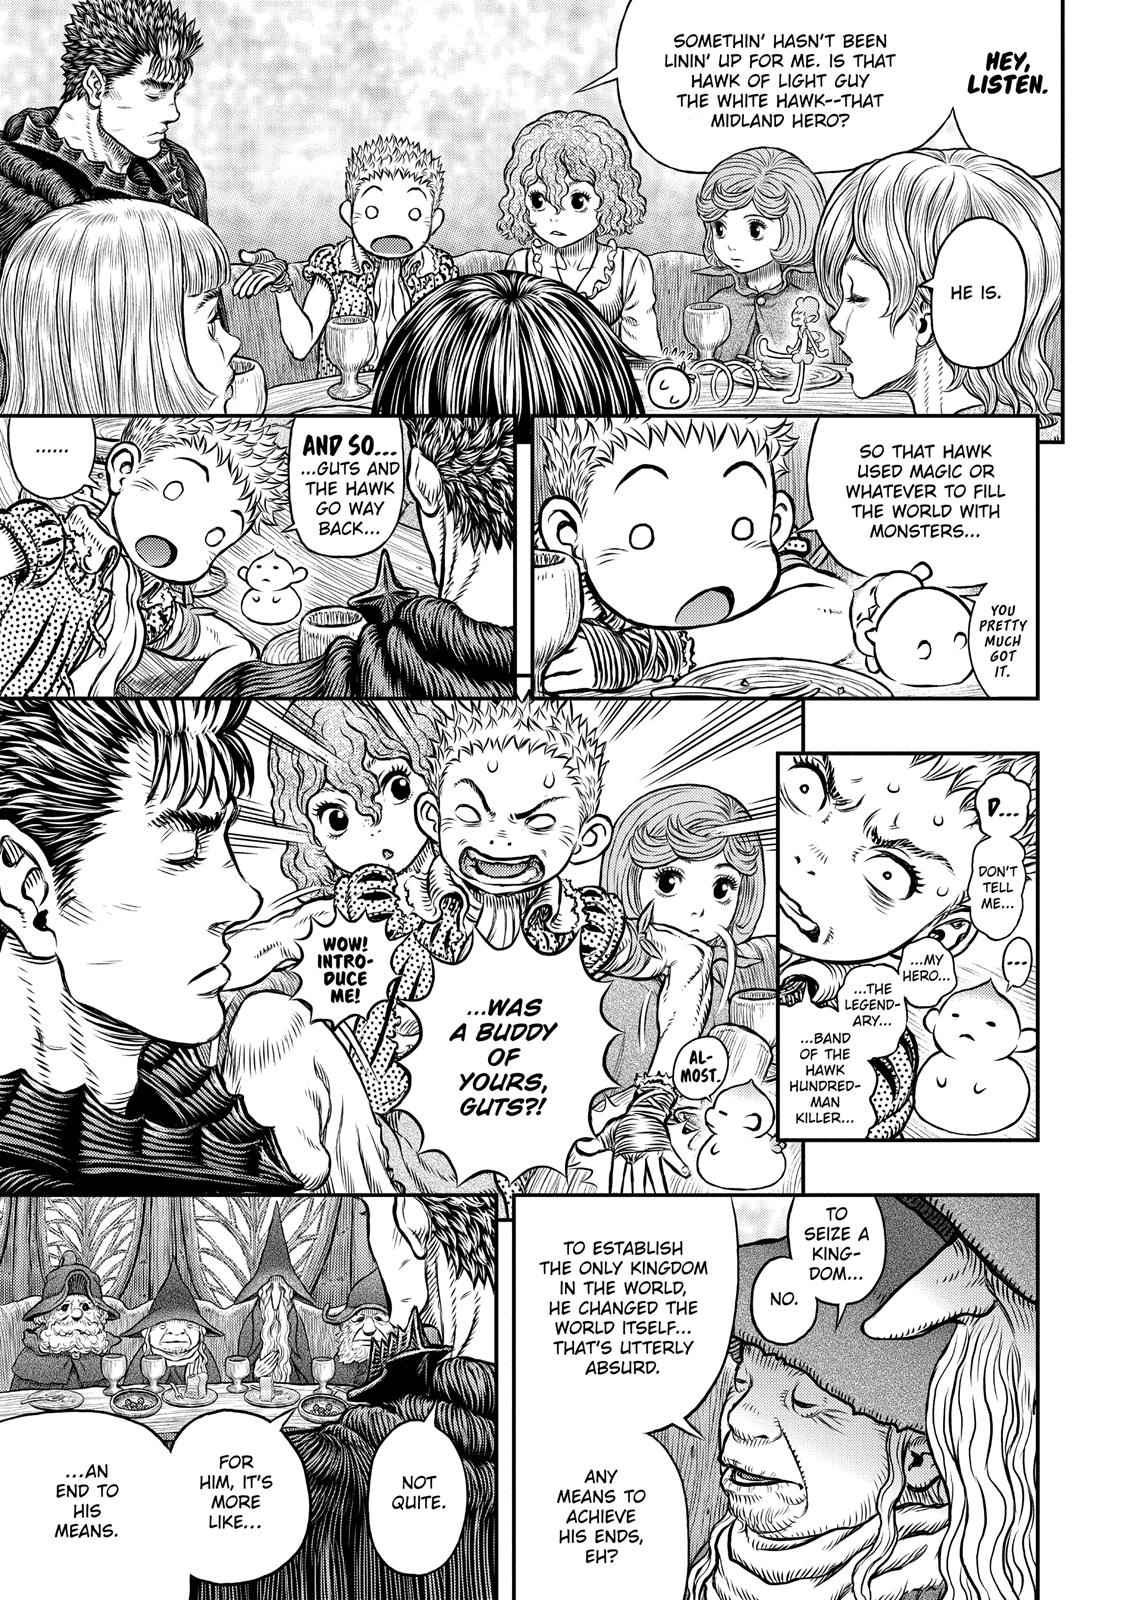 HEY,
LISTEN.
SOMETHIN' HASN'T BEEN
LININ' UP FOR ME. IS THAT
HAWK OF LIGHT GUY
THE WHITE HAWK--THAT
MIDLAND HERO?
HE IS.
SO THAT HAWK
USED MAGIC OR
WHATEVER TO FILL
THE WORLD WITH
MONSTERS...
YOU
PRETTY
MUCH
GOT
IT.
AND SO...
...GUTS AND
THE HAWK
GO WAY
BACK...
......
D...
DON'T
TELL
ME...
...
...MY
HERO...
...THE
LEGEND-
ARY...
...BAND
OF THE
HAWK
HUNDRED-
MAN
KILLER...
...WAS
A BUDDY
OF
YOURS,
GUTS?!
AL-
MOST.
WOW!
INTRO-
DUCE
ME!
TO
SEIZE A
KING-
DOM...
NO.
TO ESTABLISH
THE ONLY KINGDOM
IN THE WORLD,
HE CHANGED THE
WORLD ITSELF...
THAT'S UTTERLY
ABSURD.
ANY
MEANS TO
ACHIEVE
HIS ENDS,
EH?
NOT
QUITE.
FOR
HIM, IT'S
MORE
LIKE...
...AN
END TO
HIS
MEANS.